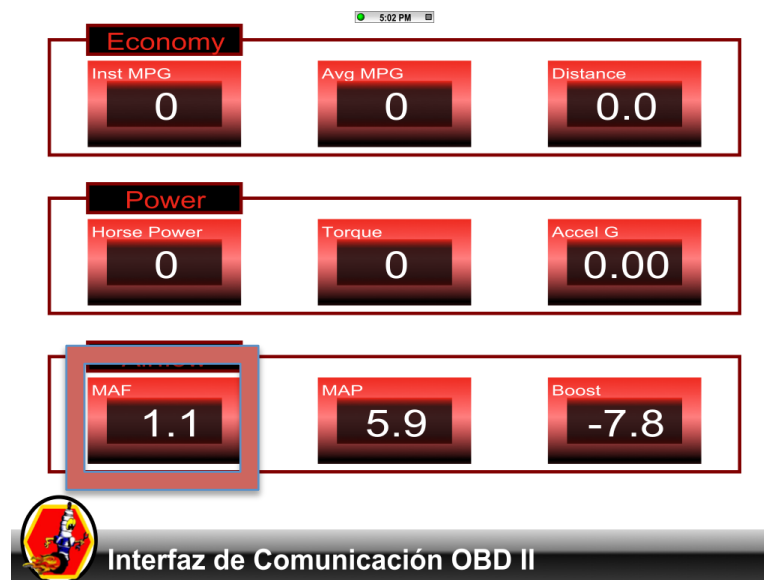 5:02 PM
Economy
Inst MPG
Avg MPG
Distance
0
0
0.0
Power
Horse Power
Torque
Accel G
0
0
0.00
MAF
MAP
Boost
1.1
5.9
-7.8
Interfaz de Comunicación OBD II